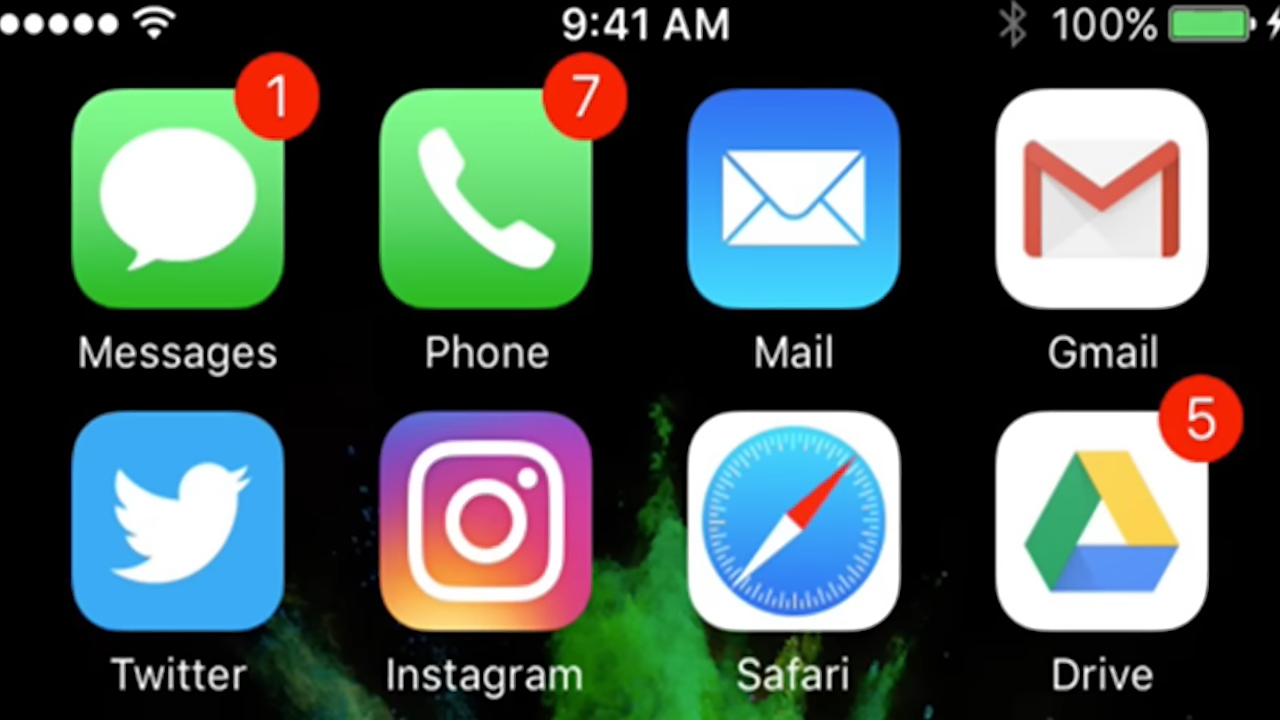 9:41 AM 100%
1 7
Messages Phone Mail Gmail
5
Twitter Instagram Safari Drive